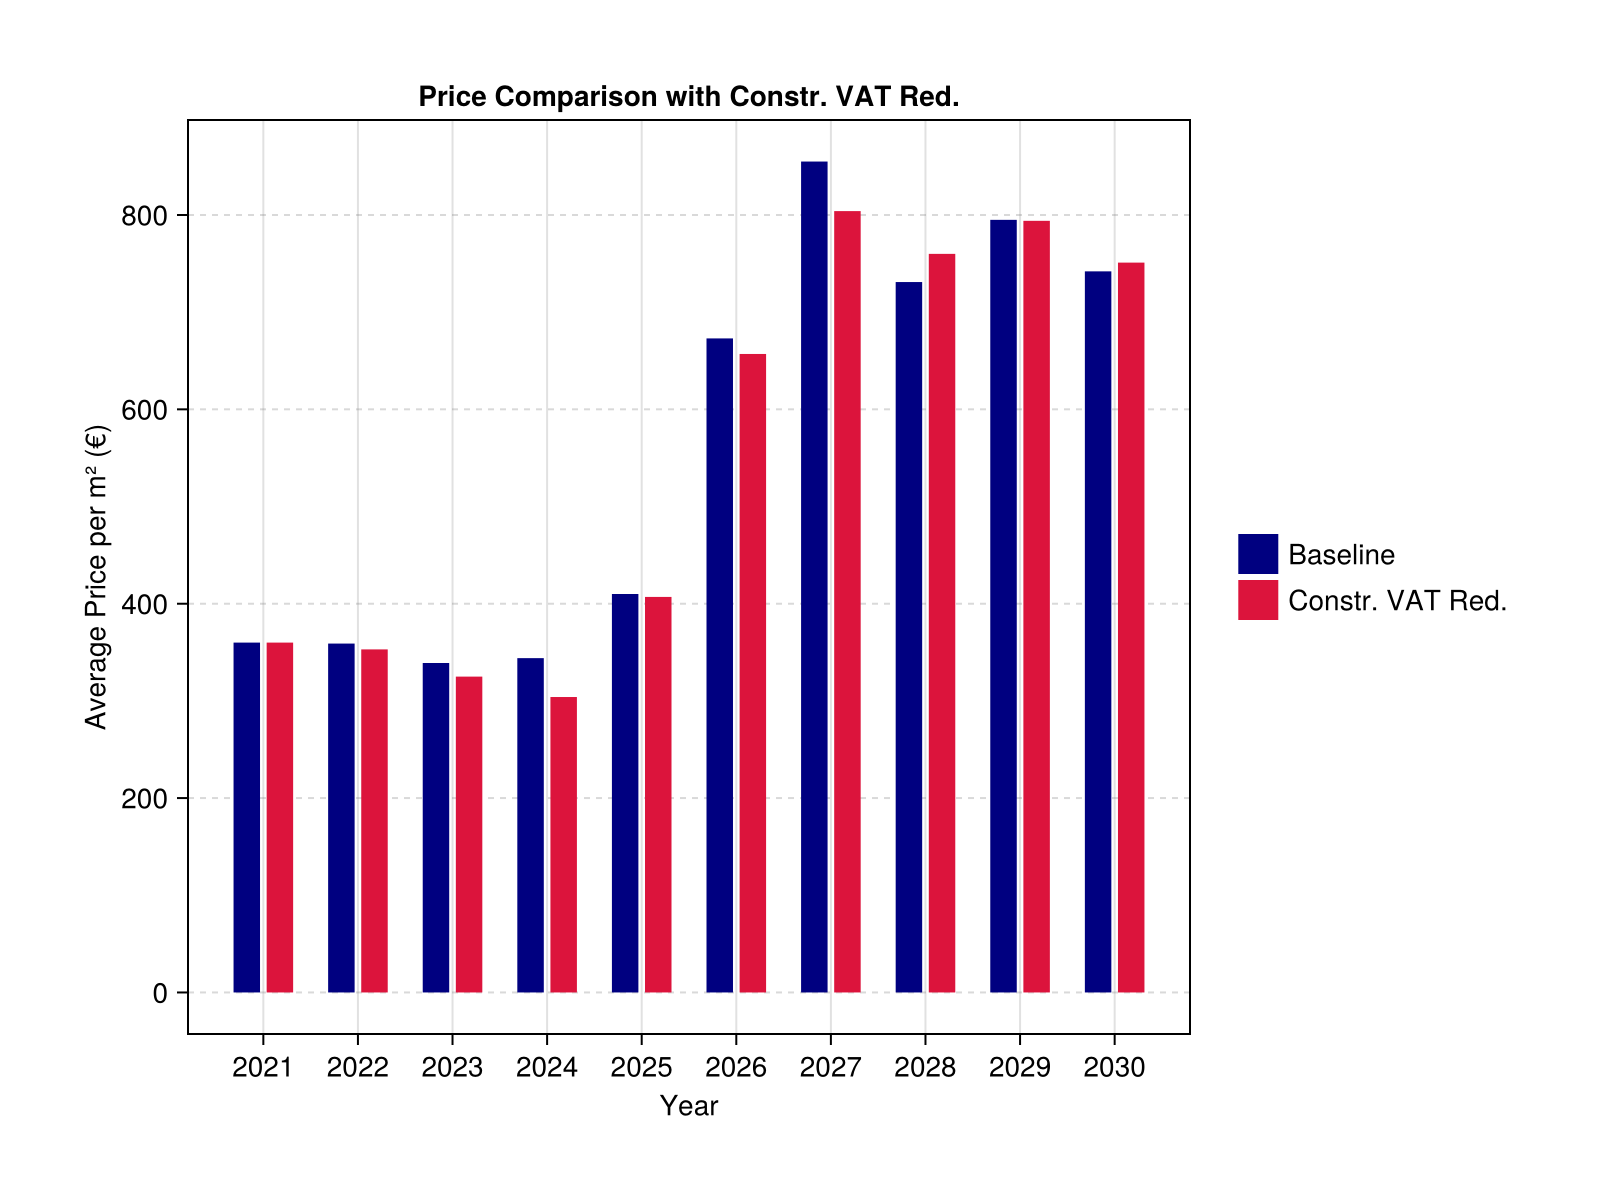 Price Comparison with Constr. VAT Red.
Average Price per m² (€)
800
600
400
200
0
2021 2022 2023 2024 2025 2026 2027 2028 2029 2030
Year
Baseline
Constr. VAT Red.